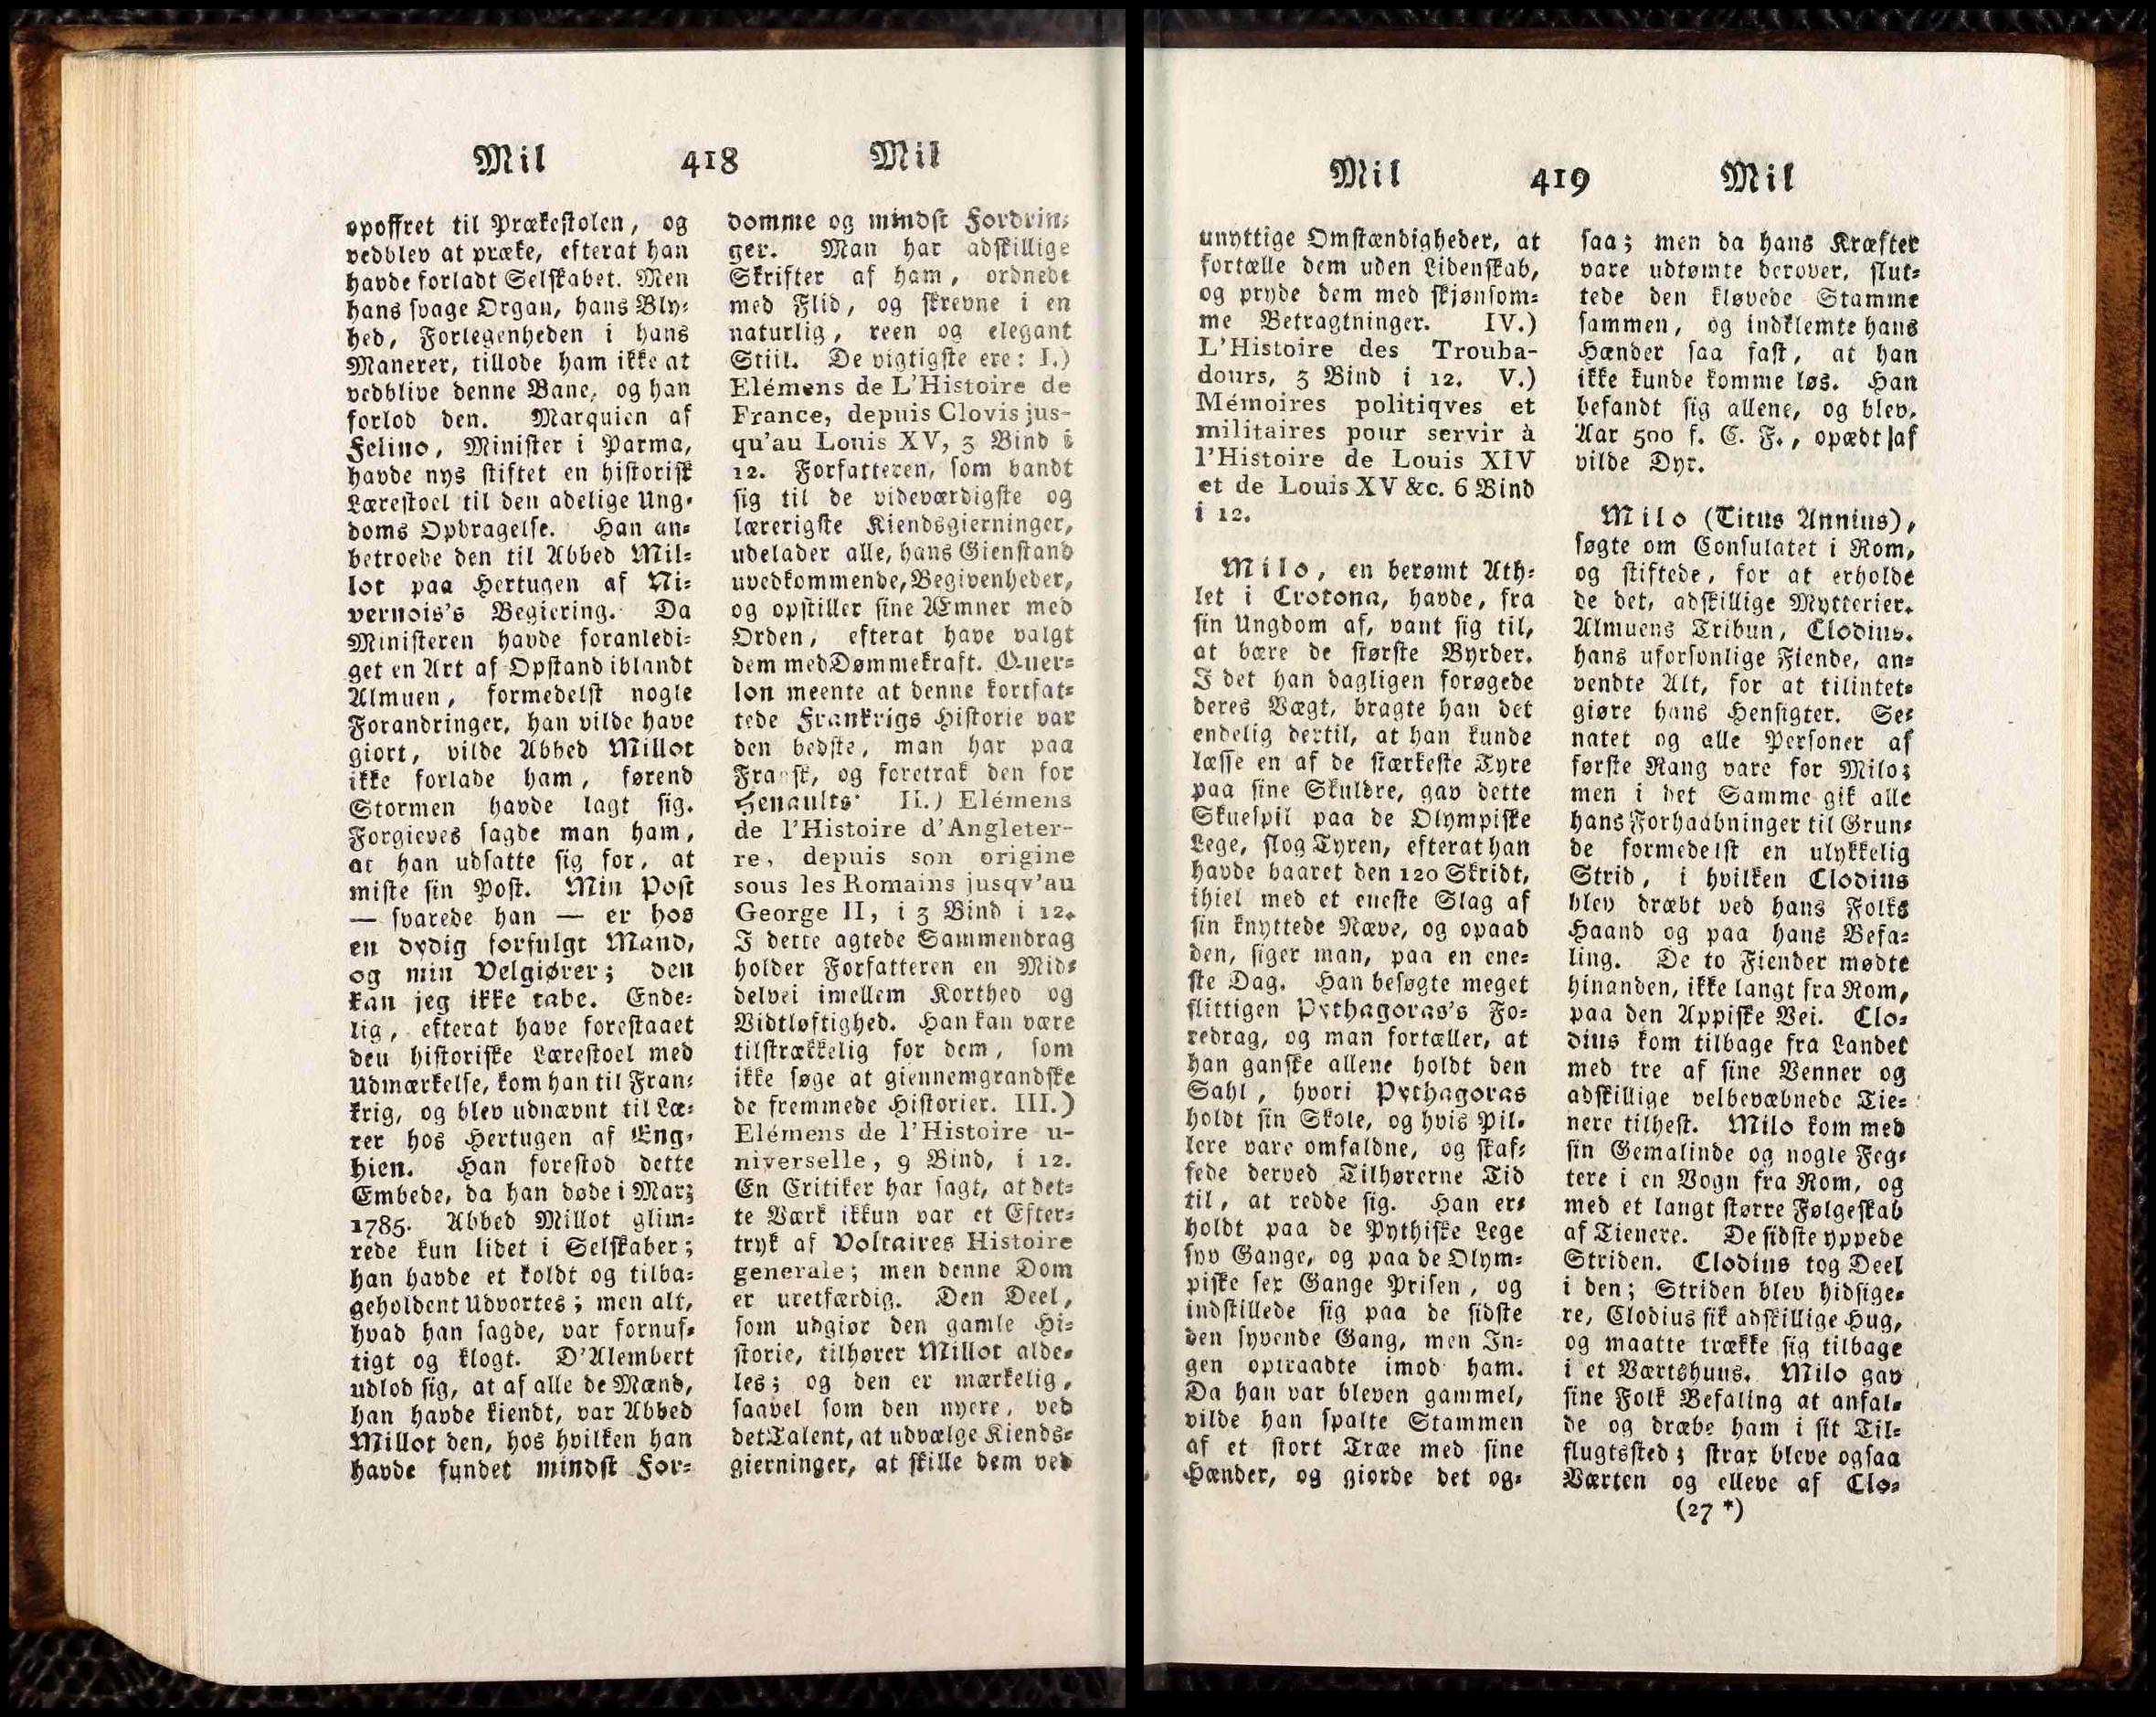 Mil 418 Mil
opoffret til Prækestolen, og
vedblev at præke, efterat han
havde forladt Selskabet. Men
hans svage Organ, hans Bly-
hed, Forlegenheden i hans
Manerer, tillode ham ikke at
vedblive denne Bane, og han
forlod den. Marquien af
Felino, Minister i Parma,
havde nys stiftet en historisk
Lærestoel til den adelige Ung-
doms Opdragelse. Han an-
betroede den til Abbed Mil-
lot paa Hertugen af Ni-
vernois's Begiering. Da
Ministeren havde foranledi-
get en Art af Opstand iblandt
Almuen, formedelst nogle
Forandringer, han vilde have
giort, vilde Abbed Millot
ikke forlade ham, førend
Stormen havde lagt sig.
Forgieves sagde man ham,
at han udsatte sig for, at
miste sin Post. Min Post
— svarede han — er hos
en dydig forfulgt Mand,
og min Velgiører; den
kan jeg ikke tabe. Ende-
lig, efterat have forestaaet
den historiske Lærestoel med
Udmærkelse, kom han til Fran-
krig, og blev udnævnt til Læ-
rer hos Hertugen af Eng-
hien. Han forestod dette
Embede, da han døde i Marz
1785. Abbed Millot glim-
rede kun lidet i Selskaber;
han havde et koldt og tilba-
geholdent Udvortes; men alt,
hvad han sagde, var fornuf-
tigt og klogt. D'Alembert
udlod sig, at af alle de Mænd,
han havde kiendt, var Abbed
Millot den, hos hvilken han
havde fundet mindst For-
domme og mindst Fordrin-
ger. Man har adskillige
Skrifter af ham, ordnede
med Flid, og skrevne i en
naturlig, reen og elegant
Stiil. De vigtigste ere: I.)
Elémens de L'Histoire de
France, depuis Clovis jus-
qu'au Louis XV, 3 Bind i
12. Forfatteren, som bandt
sig til de videværdigste og
lærerigste Kiendsgierninger,
udelader alle, hans Gienstand
uvedkommende, Begivenheder,
og opstiller sine Æmner med
Orden, efterat have valgt
dem med Dømmekraft. Quer-
lon meente at denne kortfat-
tede Frankrigs Historie var
den bedste, man har paa
Fransk, og foretrak den for
Henaults II.) Elémens
de l'Histoire d'Angleter-
re, depuis son origine
sous les Romains jusqv'au
George II, i 3 Bind i 12.
I dette agtede Sammendrag
holder Forfatteren en Mid-
delvei imellem Korthed og
Vidtløftighed. Han kan være
tilstrækkelig for dem, som
ikke søge at giennemgrandske
de fremmede Historier. III.)
Elémens de l'Histoire u-
niverselle, 9 Bind, i 12.
En Critiker har sagt, at det-
te Værk ikkun var et Efter-
tryk af Voltaires Histoire
generale; men denne Dom
er uretfærdig. Den Deel,
som udgiør den gamle Hi-
storie, tilhører Millot alde-
les; og den er mærkelig,
saavel som den nyere, ved
det Talent, at udvælge Kiends-
gierninger, at skille dem ved
Mil 419 Mil
unyttige Omstændigheder, at
fortælle dem uden Lidenskab,
og pryde dem med skjønsom-
me Betragtninger. IV.)
L'Histoire des Trouba-
dours, 3 Bind i 12. V.)
Mémoires politiqves et
militaires pour servir à
l'Histoire de Louis XIV
et de Louis XV &c. 6 Bind
i 12.
Milo, en berømt Ath-
let i Crotona, havde, fra
sin Ungdom af, vant sig til,
at bære de største Byrder.
I det han dagligen forøgede
deres Vægt, bragte han det
endelig dertil, at han kunde
læsse en af de stærkeste Tyre
paa sine Skuldre, gav dette
Skuespil paa de Olympiske
Lege, slog Tyren, efterat han
havde baaret den 120 Skridt,
ihiel med et eneste Slag af
sin knyttede Næve, og opaad
den, siger man, paa en ene-
ste Dag. Han besøgte meget
flittigen Pythagoras's Fo-
redrag, og man fortæller, at
han ganske allene holdt den
Sahl, hvori Pythagoras
holdt sin Skole, og hvis Pil-
lere vare omfaldne, og skaf-
fede derved Tilhørerne Tid
til, at redde sig. Han er-
holdt paa de Pythiske Lege
syv Gange, og paa de Olym-
piske sex Gange Prisen, og
indstillede sig paa de sidste
den syvende Gang, men In-
gen optraadte imod ham.
Da han var bleven gammel,
vilde han spalte Stammen
af et stort Træe med sine
Hænder, og giorde det og-
saa; men da hans Kræfter
vare udtømte derover, slut-
tede den kløvede Stamme
sammen, og indklemte hans
Hænder saa fast, at han
ikke kunde komme løs. Han
befandt sig allene, og blev,
Aar 500 f. C. F., opædt af
vilde Dyr.
Milo (Titus Annius),
søgte om Consulatet i Rom,
og stiftede, for at erholde
de det, adskillige Mytterier.
Almuens Tribun, Clodius.
hans uforsonlige Fiende, an-
vendte Alt, for at tilintet-
giøre hans Hensigter. Se-
natet og alle Personer af
første Rang vare for Milo;
men i det Samme gik alle
hans Forhaabninger til Grun-
de formedelst en ulykkelig
Strid, i hvilken Clodius
blev dræbt ved hans Folks
Haand og paa hans Befa-
ling. De to Fiender mødte
hinanden, ikke langt fra Rom,
paa den Appiske Vei. Clo-
dius kom tilbage fra Landet
med tre af sine Venner og
adskillige velbevæbnede Tie-
nere tilhest. Milo kom med
sin Gemalinde og nogle Feg-
tere i en Vogn fra Rom, og
med et langt større Følgeskab
af Tienere. De sidste yppede
Striden. Clodius tog Deel
i den; Striden blev hidsige-
re, Clodius fik adskillige Hug,
og maatte trække sig tilbage
i et Værtshuus. Milo gav
sine Folk Befaling at anfal-
de og dræbe ham i sit Til-
flugtssted; strax bleve ogsaa
Værten og elleve af Clo-
(27 *)